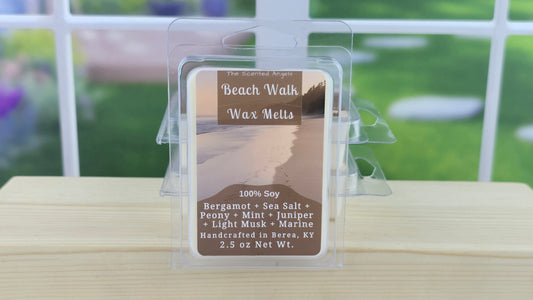 The Scented Angels
Beach Walk
Wax Melts
100% Soy
Bergamot + Sea Salt +
Peony + Mint + Juniper
+ Light Musk + Marine
Handcrafted in Berea, KY
2.5 oz Net Wt.